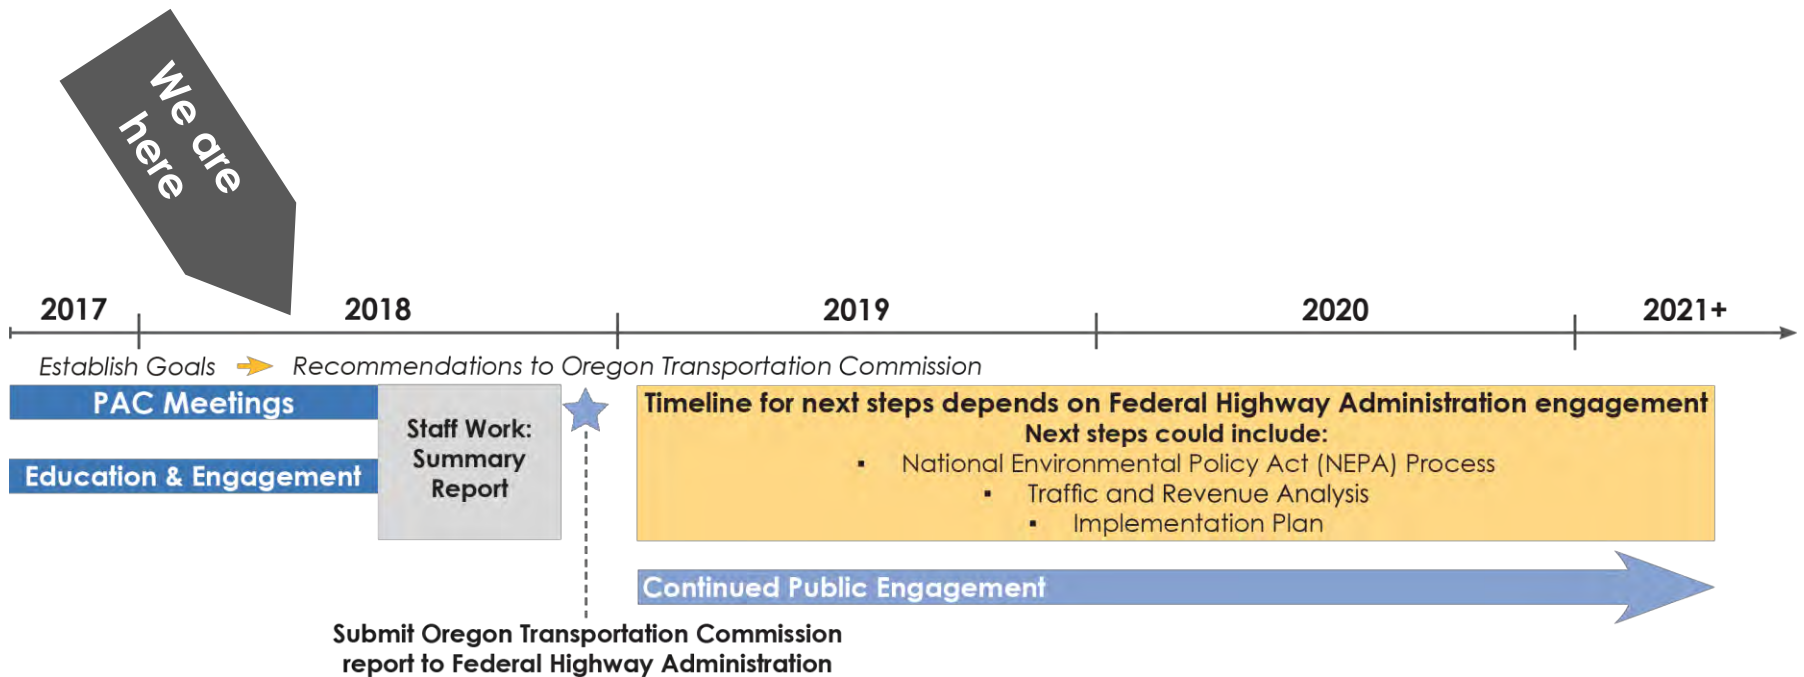 We are
here
2017
2018
2019
2020
2021+
Establish Goals
Recommendations to Oregon Transportation Commission
PAC Meetings
Education & Engagement
Staff Work:
Summary
Report
Timeline for next steps depends on Federal Highway Administration engagement
Next steps could include:
▪ National Environmental Policy Act (NEPA) Process
▪ Traffic and Revenue Analysis
▪ Implementation Plan
Continued Public Engagement
Submit Oregon Transportation Commission
report to Federal Highway Administration